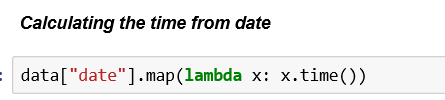 Calculating the time from date
: data["date"].map(lambda x: x.time())